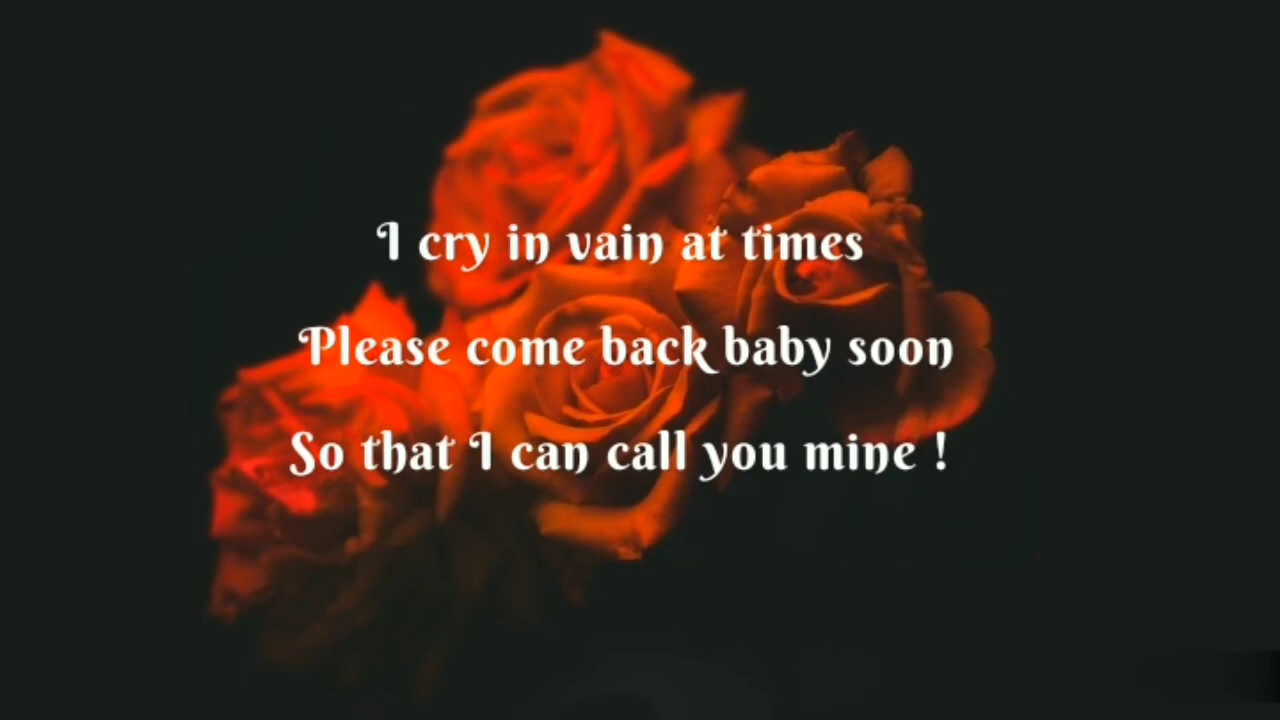 I cry in vain at times
Please come back baby soon
So that I can call you mine !